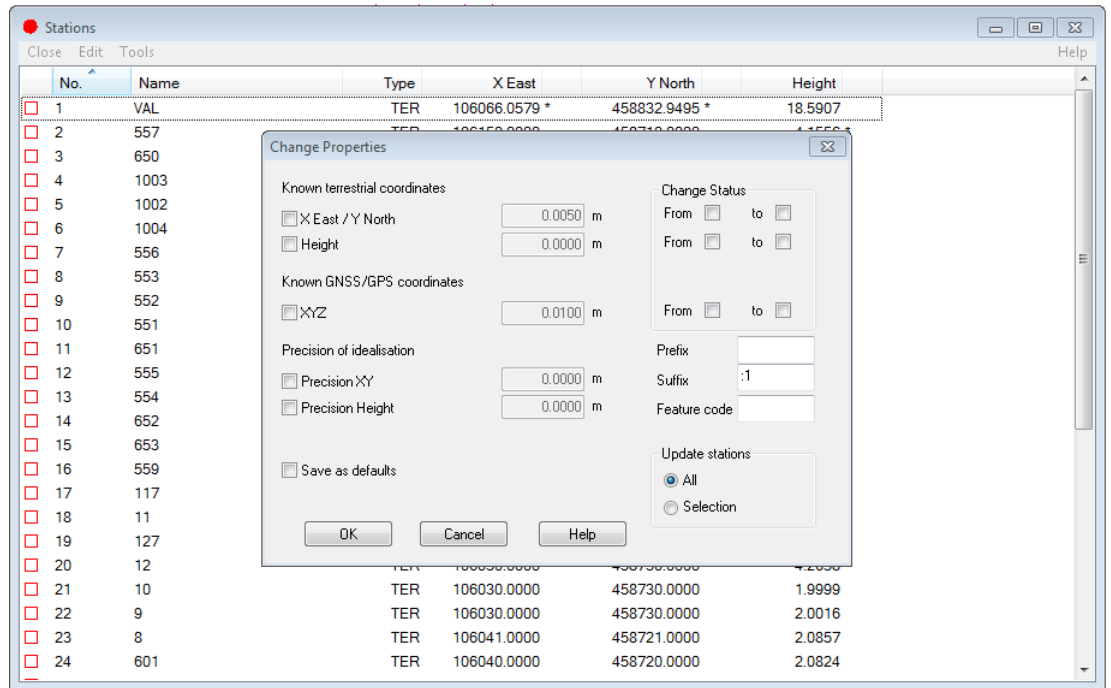 Stations
Close Edit Tools Help
No. Name Type X East Y North Height
1 VAL TER 106066.0579 * 458832.9495 * 18.5907
2 557
3 650
4 1003
5 1002
6 1004
7 556
8 553
9 552
10 551
11 651
12 555
13 554
14 652
15 653
16 559
17 117
18 11
19 127
20 12
21 10 TER 106030.0000 458730.0000 1.9999
22 9 TER 106030.0000 458730.0000 2.0016
23 8 TER 106041.0000 458721.0000 2.0857
24 601 TER 106040.0000 458720.0000 2.0824
Change Properties
Known terrestrial coordinates
X East / Y North 0.0050 m
Height 0.0000 m
Known GNSS/GPS coordinates
XYZ 0.0100 m
Precision of idealisation
Precision XY 0.0000 m
Precision Height 0.0000 m
Save as defaults
Change Status
From to
From to
From to
Prefix
Suffix :1
Feature code
Update stations
All
Selection
OK Cancel Help